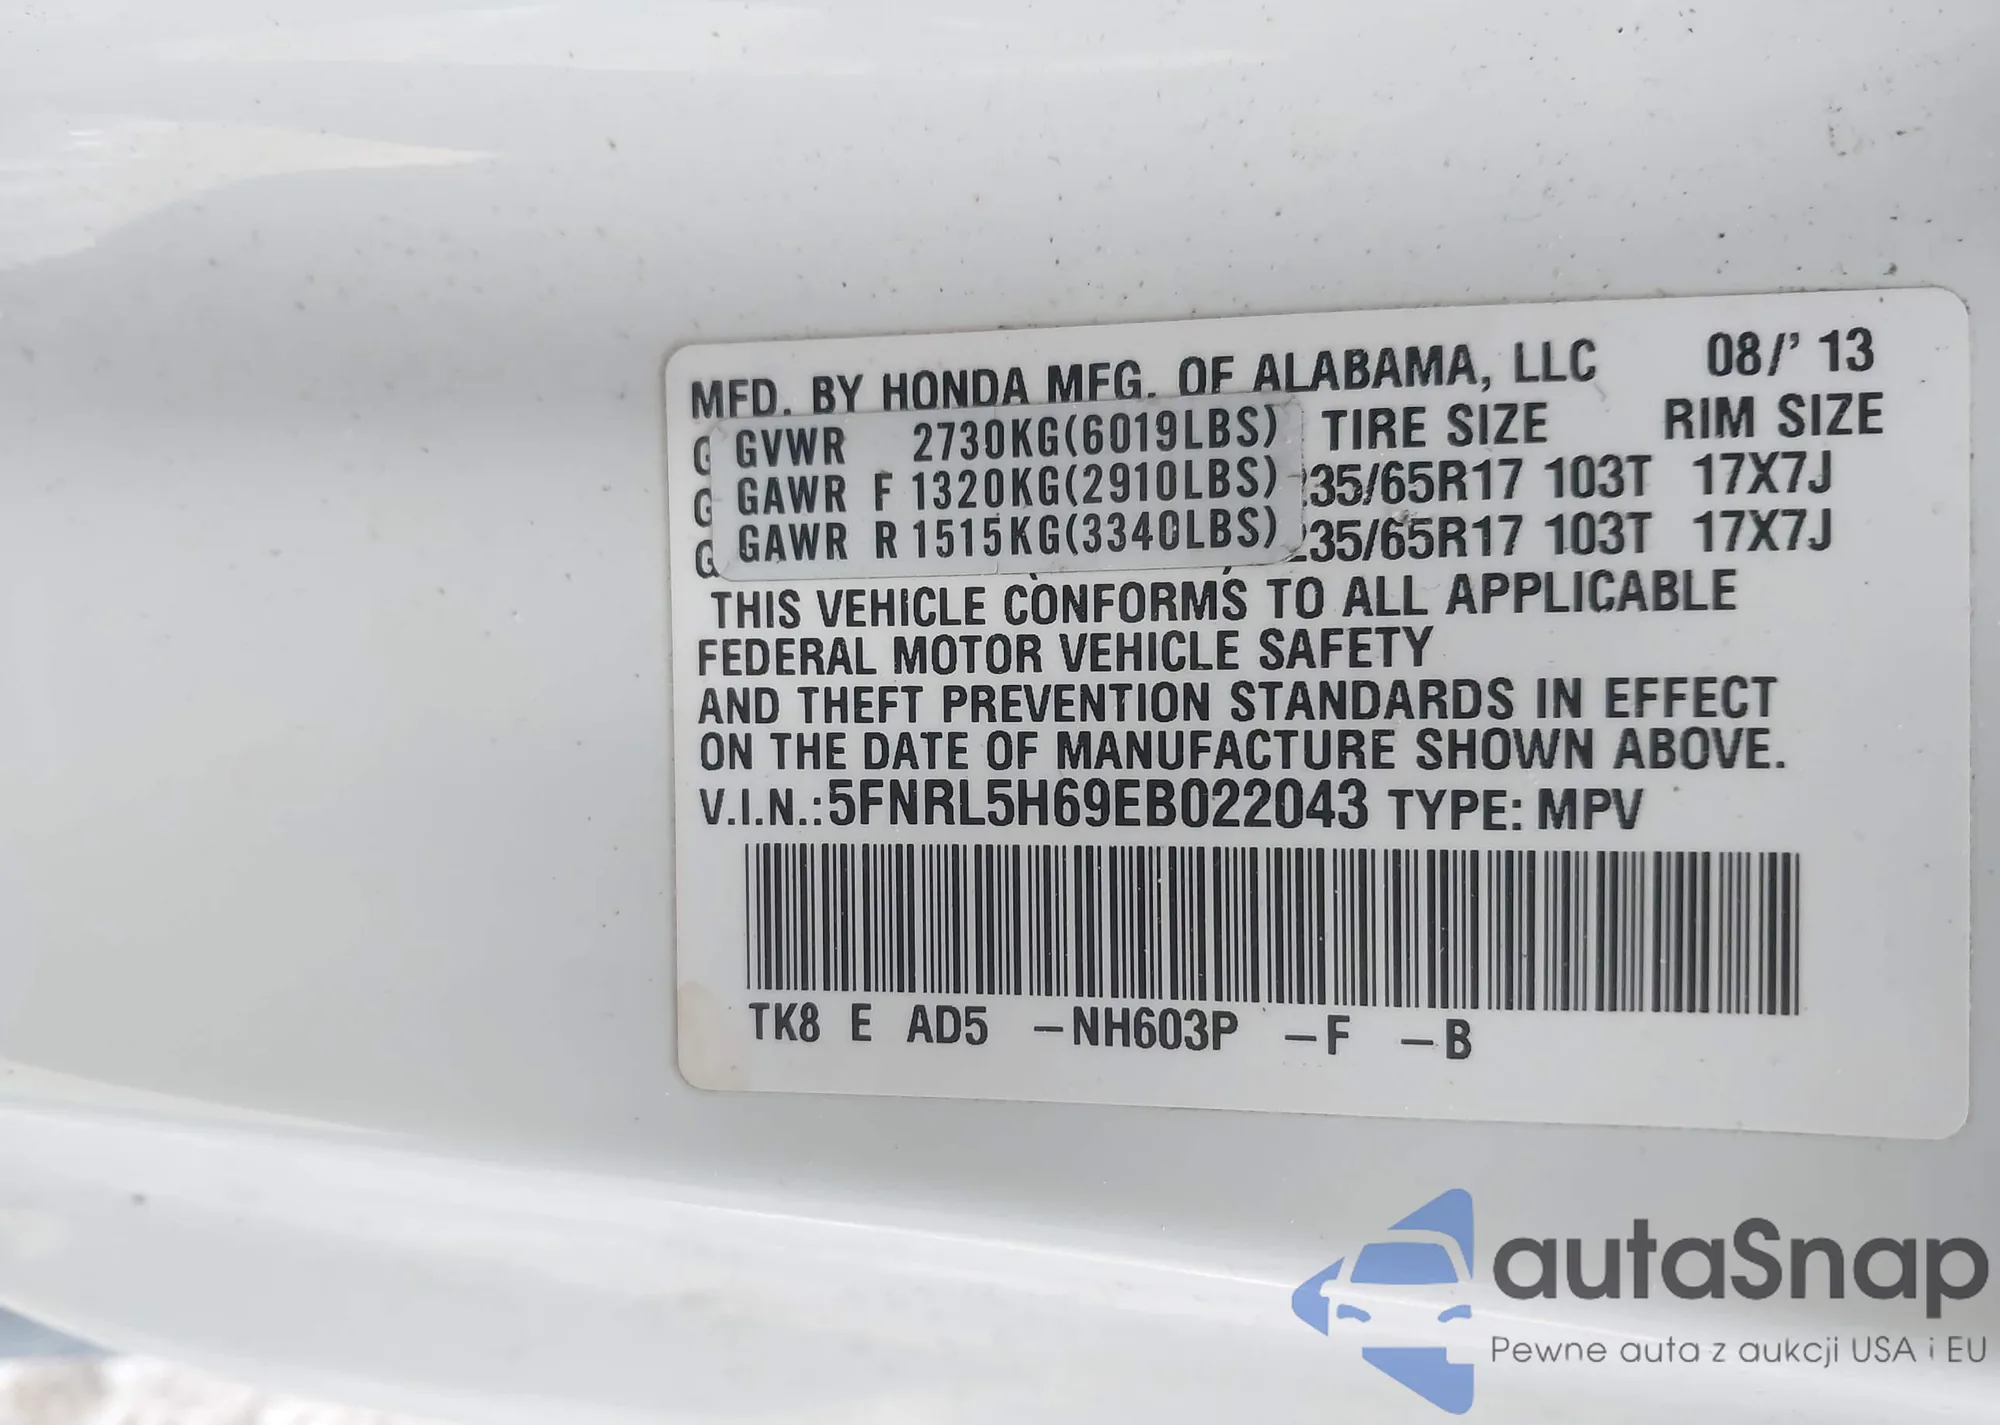 MFD. BY HONDA MFG. OF ALABAMA, LLC 08/' 13
GVWR 2730KG(6019LBS) TIRE SIZE RIM SIZE
GAWR F 1320KG(2910LBS) 235/65R17 103T 17X7J
GAWR R 1515KG(3340LBS) 235/65R17 103T 17X7J
THIS VEHICLE CONFORMS TO ALL APPLICABLE
FEDERAL MOTOR VEHICLE SAFETY
AND THEFT PREVENTION STANDARDS IN EFFECT
ON THE DATE OF MANUFACTURE SHOWN ABOVE.
V.I.N.:5FNRL5H69EB022043 TYPE: MPV
TK8 E AD5 -NH603P -F -B
autaSnap
Pewne auta z aukcji USA i EU